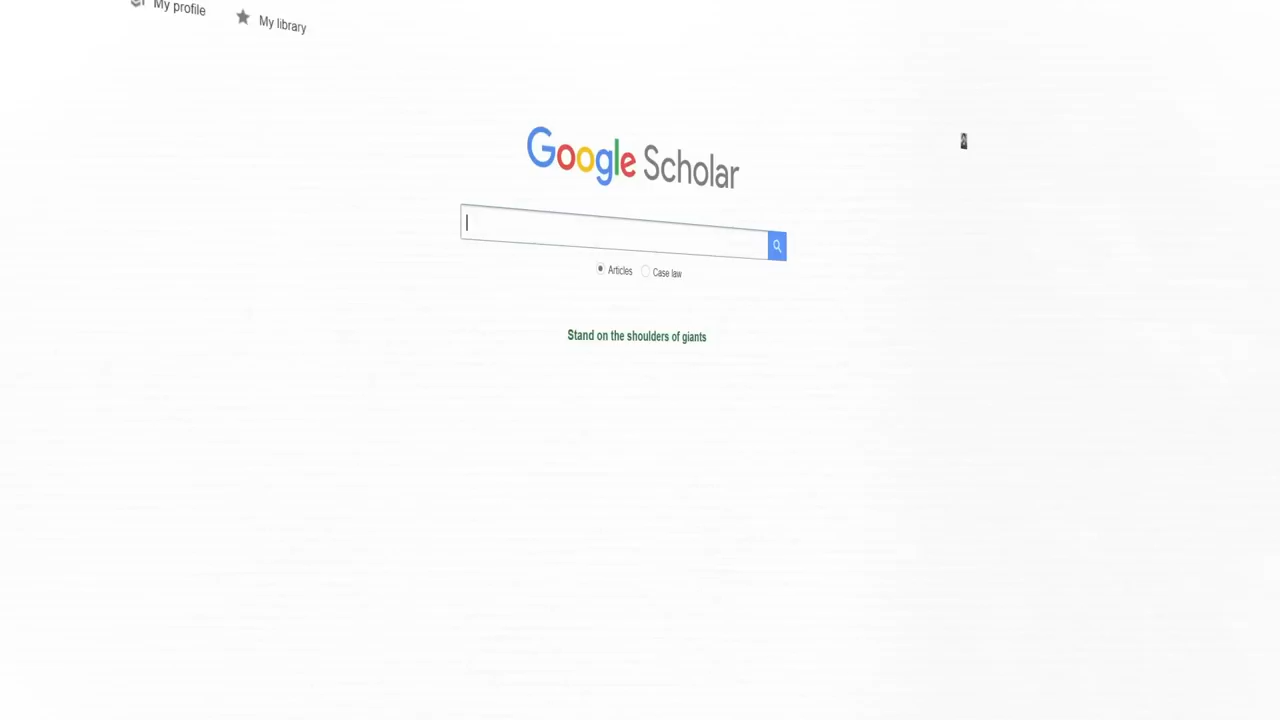 My profile
My library
Google Scholar
Articles
Case law
Stand on the shoulders of giants